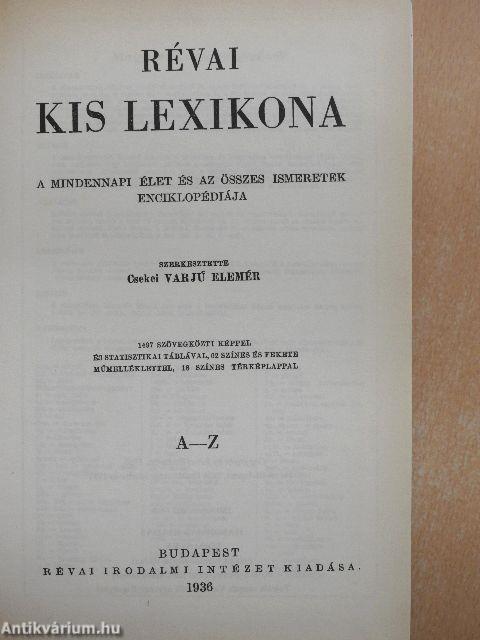 RÉVAI
KIS LEXIKONA
A MINDENNAPI ÉLET ÉS AZ ÖSSZES ISMERETEK
ENCIKLOPÉDIÁJA
SZERKESZTETTE
Csekei VARJÚ ELEMÉR
1497 SZÖVEGKÖZTI KÉPPEL
ÉS STATISZTIKAI TÁBLÁVAL, 62 SZÍNES ÉS FEKETE
MŰMELLÉKLETTEL, 18 SZÍNES TÉRKÉPLAPPAL
A—Z
BUDAPEST
RÉVAI IRODALMI INTÉZET KIADÁSA.
1936
Antikvárium.hu